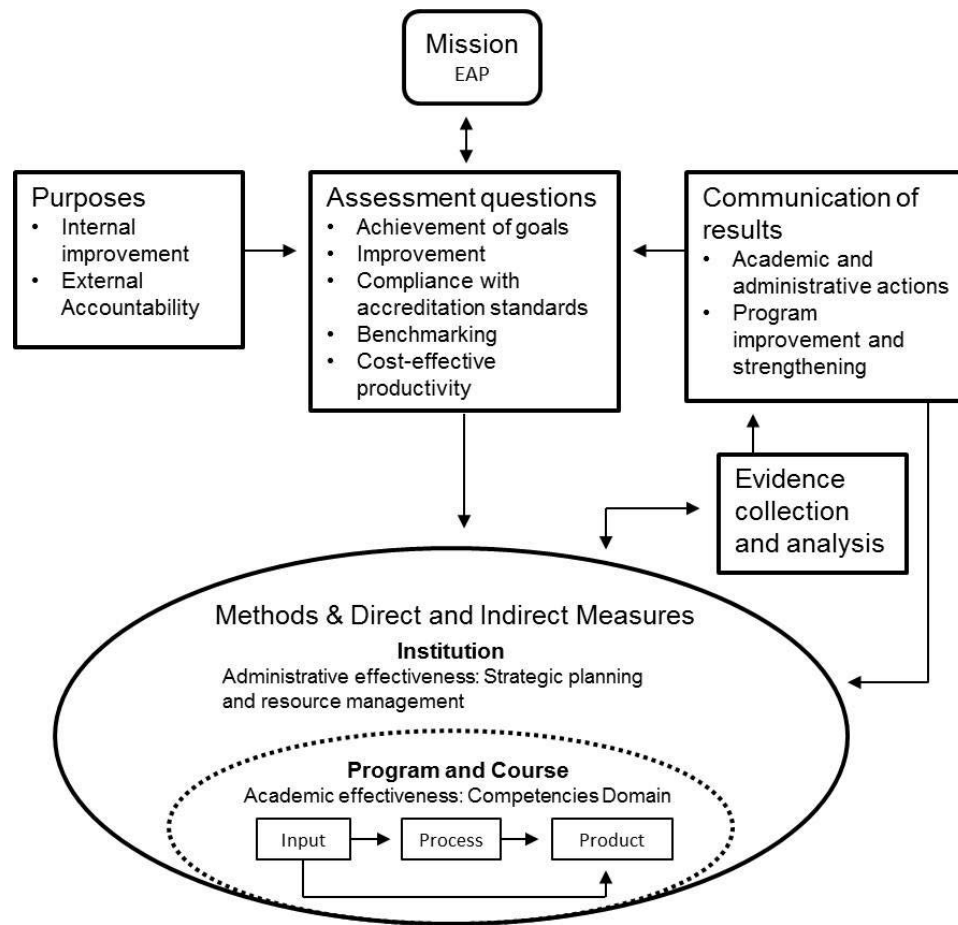 Mission
EAP
Purposes
• Internal
improvement
• External
Accountability
Assessment questions
• Achievement of goals
• Improvement
• Compliance with
accreditation standards
• Benchmarking
• Cost-effective
productivity
Communication of
results
• Academic and
administrative actions
• Program
improvement and
strengthening
Evidence
collection
and analysis
Methods & Direct and Indirect Measures
Institution
Administrative effectiveness: Strategic planning
and resource management
Program and Course
Academic effectiveness: Competencies Domain
Input
Process
Product